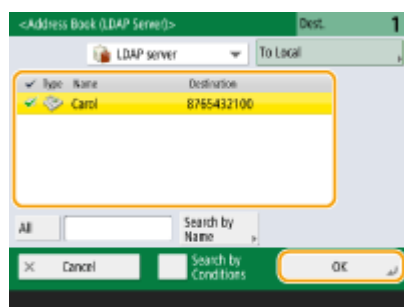 <Address Book (LDAP Server)> Dest. 1
LDAP server To Local
Type Name Destination
Carol 8765432100
All Search by Name
Cancel Search by Conditions OK